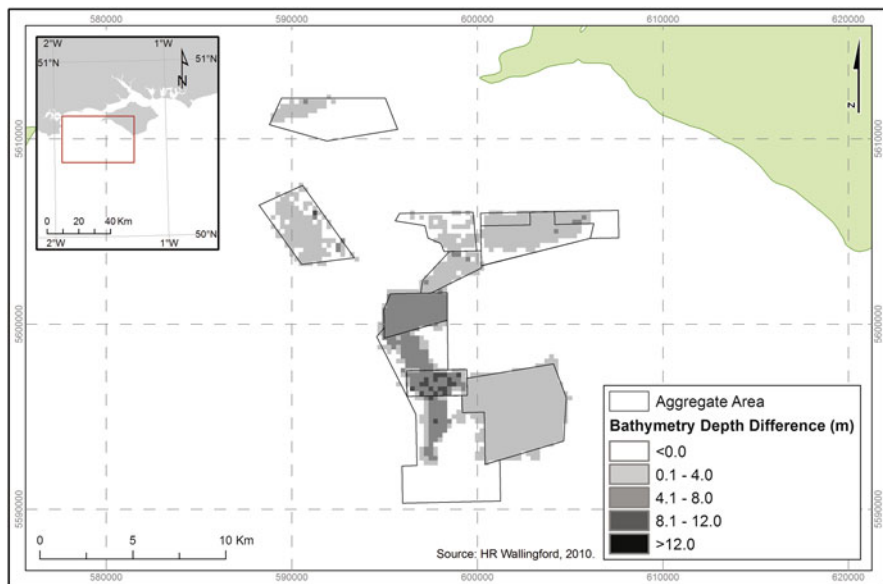 580000 590000 600000 610000 620000
2°W 1°W
51°N 51°N
N
N
5610000 5610000
0 20 40 Km
50°N
2°W 1°W
5600000 5600000
Aggregate Area
Bathymetry Depth Difference (m)
<0.0
0.1 - 4.0
4.1 - 8.0
8.1 - 12.0
>12.0
5590000 5590000
0 5 10 Km
Source: HR Wallingford, 2010.
580000 590000 600000 610000 620000